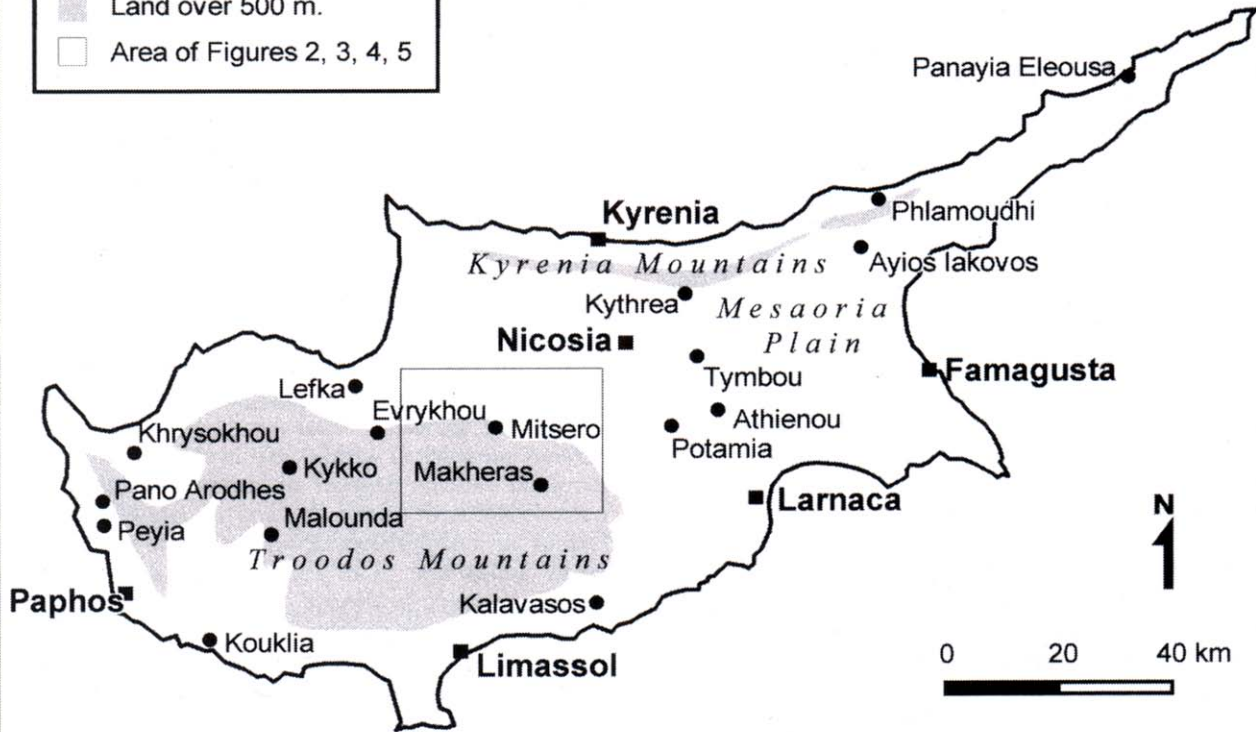 Land over 500 m.
Area of Figures 2, 3, 4, 5
Panayia Eleousa
Phlamoudhi
Kyrenia
Ayios Iakovos
Kyrenia Mountains
Kythrea
Mesaoria
Plain
Nicosia
Tymbou
Famagusta
Lefka
Evrykhou
Mitsero
Athienou
Potamia
Khrysokhou
Kykko
Makheras
Pano Arodhes
Larnaca
Peyia
Malounda
Troodos Mountains
N
Paphos
Kalavasos
Kouklia
Limassol
0 20 40 km